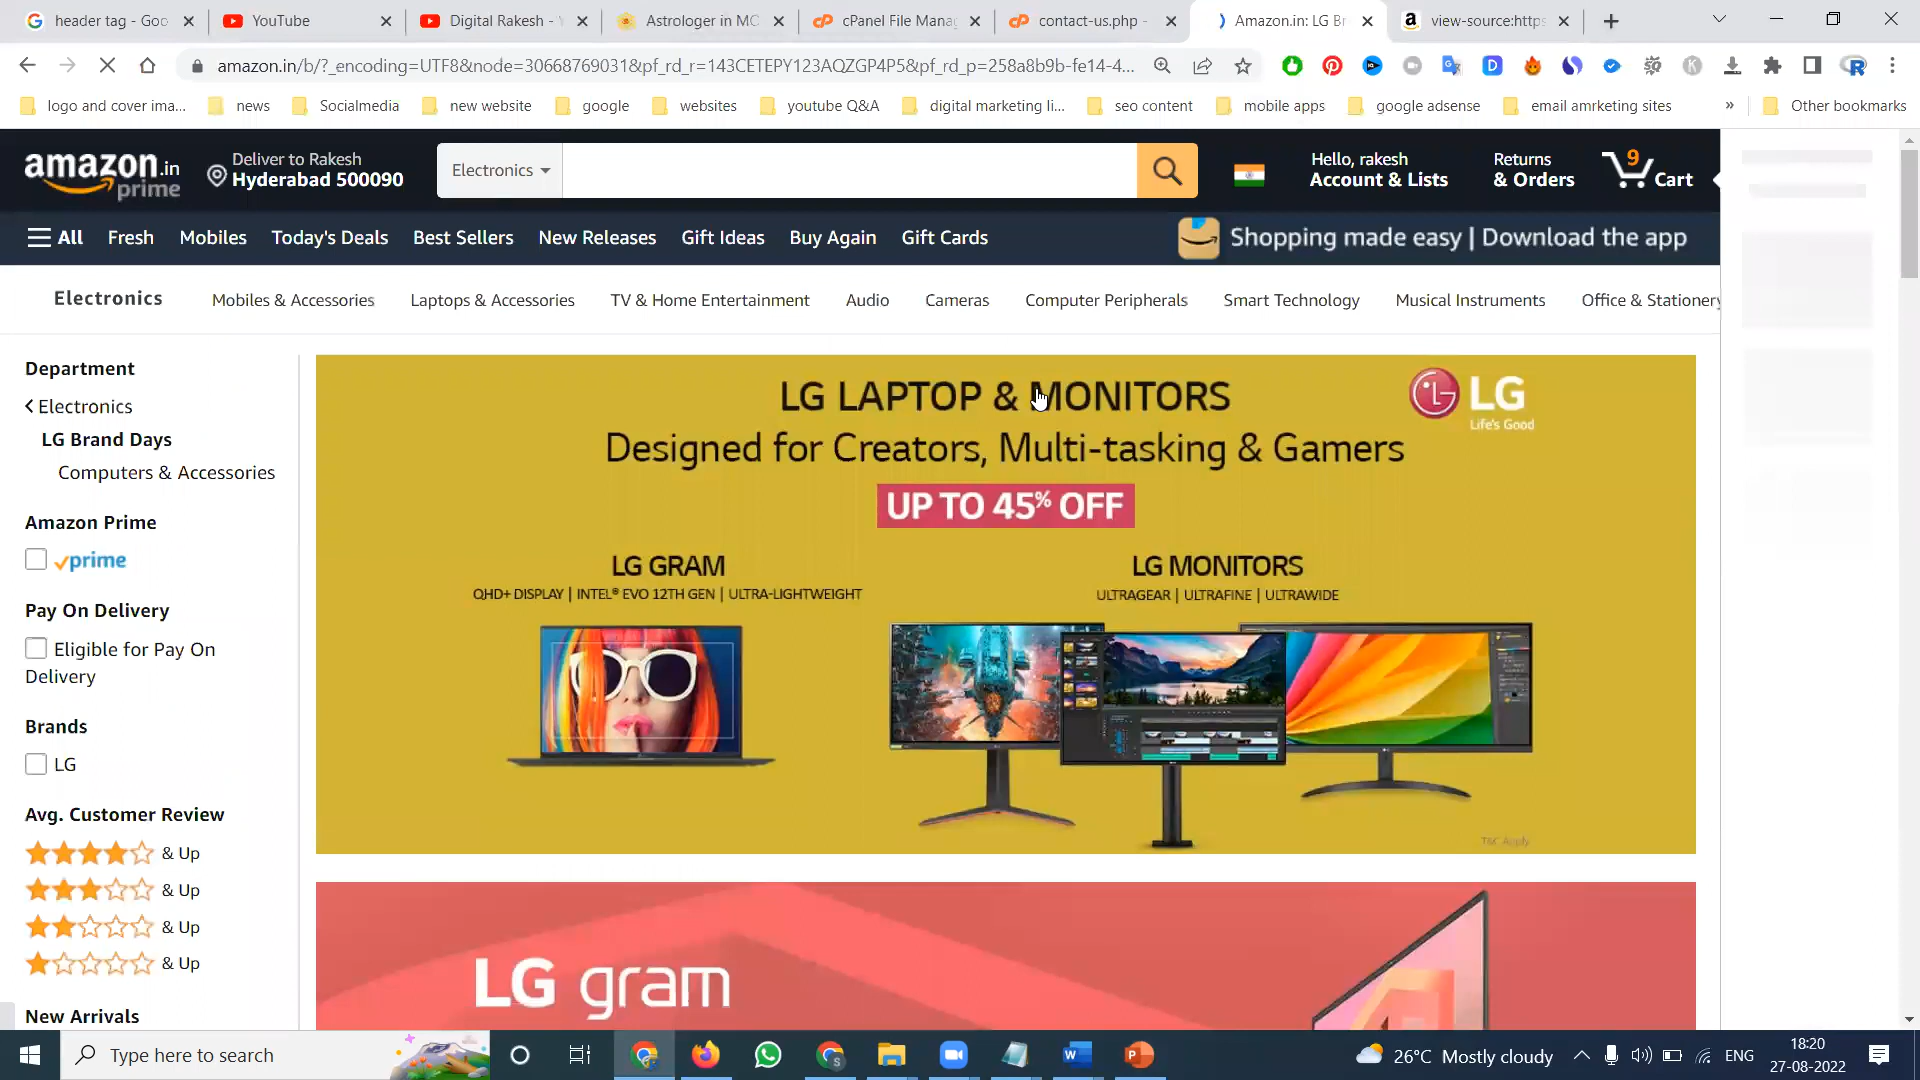 header tag - Goo
YouTube
Digital Rakesh -
Astrologer in MC
cPanel File Mana
contact-us.php -
Amazon.in: LG Br
view-source:https
amazon.in/b/?_encoding=UTF8&node=30668769031&pf_rd_r=143CETEPY123AQZGP4P5&pf_rd_p=258a8b9b-fe14-4...
logo and cover ima...
news
Socialmedia
new website
google
websites
youtube Q&A
digital marketing li...
seo content
mobile apps
google adsense
email amrketing sites
»
Other bookmarks
amazon.in
prime
Deliver to Rakesh
Hyderabad 500090
Electronics
Hello, rakesh
Account & Lists
Returns
& Orders
9
Cart
All
Fresh
Mobiles
Today's Deals
Best Sellers
New Releases
Gift Ideas
Buy Again
Gift Cards
Shopping made easy | Download the app
Electronics
Mobiles & Accessories
Laptops & Accessories
TV & Home Entertainment
Audio
Cameras
Computer Peripherals
Smart Technology
Musical Instruments
Office & Stationery
Department
Electronics
LG Brand Days
Computers & Accessories
Amazon Prime
prime
Pay On Delivery
Eligible for Pay On
Delivery
Brands
LG
Avg. Customer Review
& Up
& Up
& Up
& Up
New Arrivals
LG LAPTOP & MONITORS
Designed for Creators, Multi-tasking & Gamers
UP TO 45% OFF
LG
Life's Good
LG GRAM
QHD+ DISPLAY | INTEL® EVO 12TH GEN | ULTRA-LIGHTWEIGHT
LG MONITORS
ULTRAGEAR | ULTRAFINE | ULTRAWIDE
T&C Apply
LG gram
Type here to search
26°C Mostly cloudy
ENG
18:20
27-08-2022